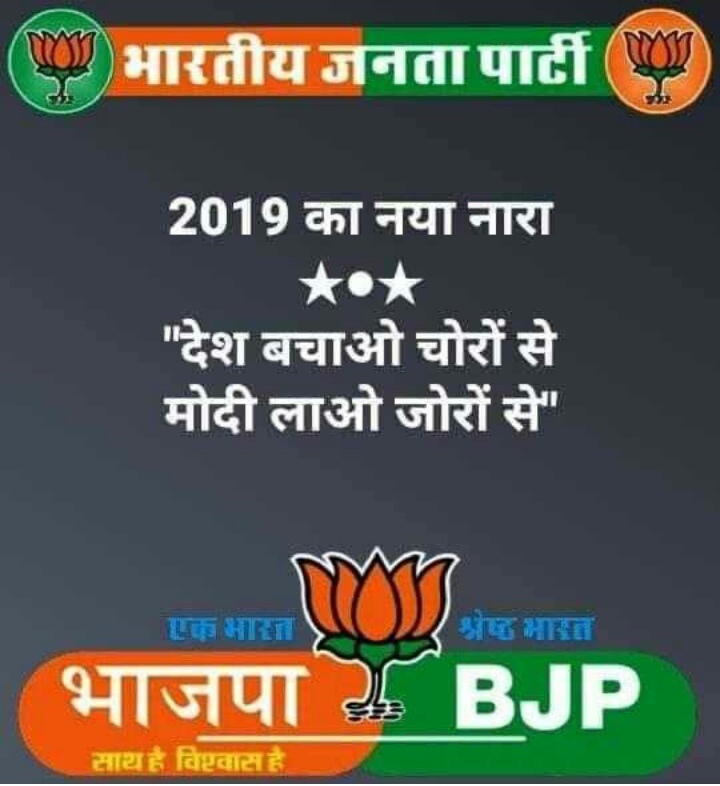 भारतीय जनता पार्टी
2019 का नया नारा
★●★
"देश बचाओ चोरों से
मोदी लाओ जोरों से"
एक भारत श्रेष्ठ भारत
भाजपा BJP
साथ है विश्वास है